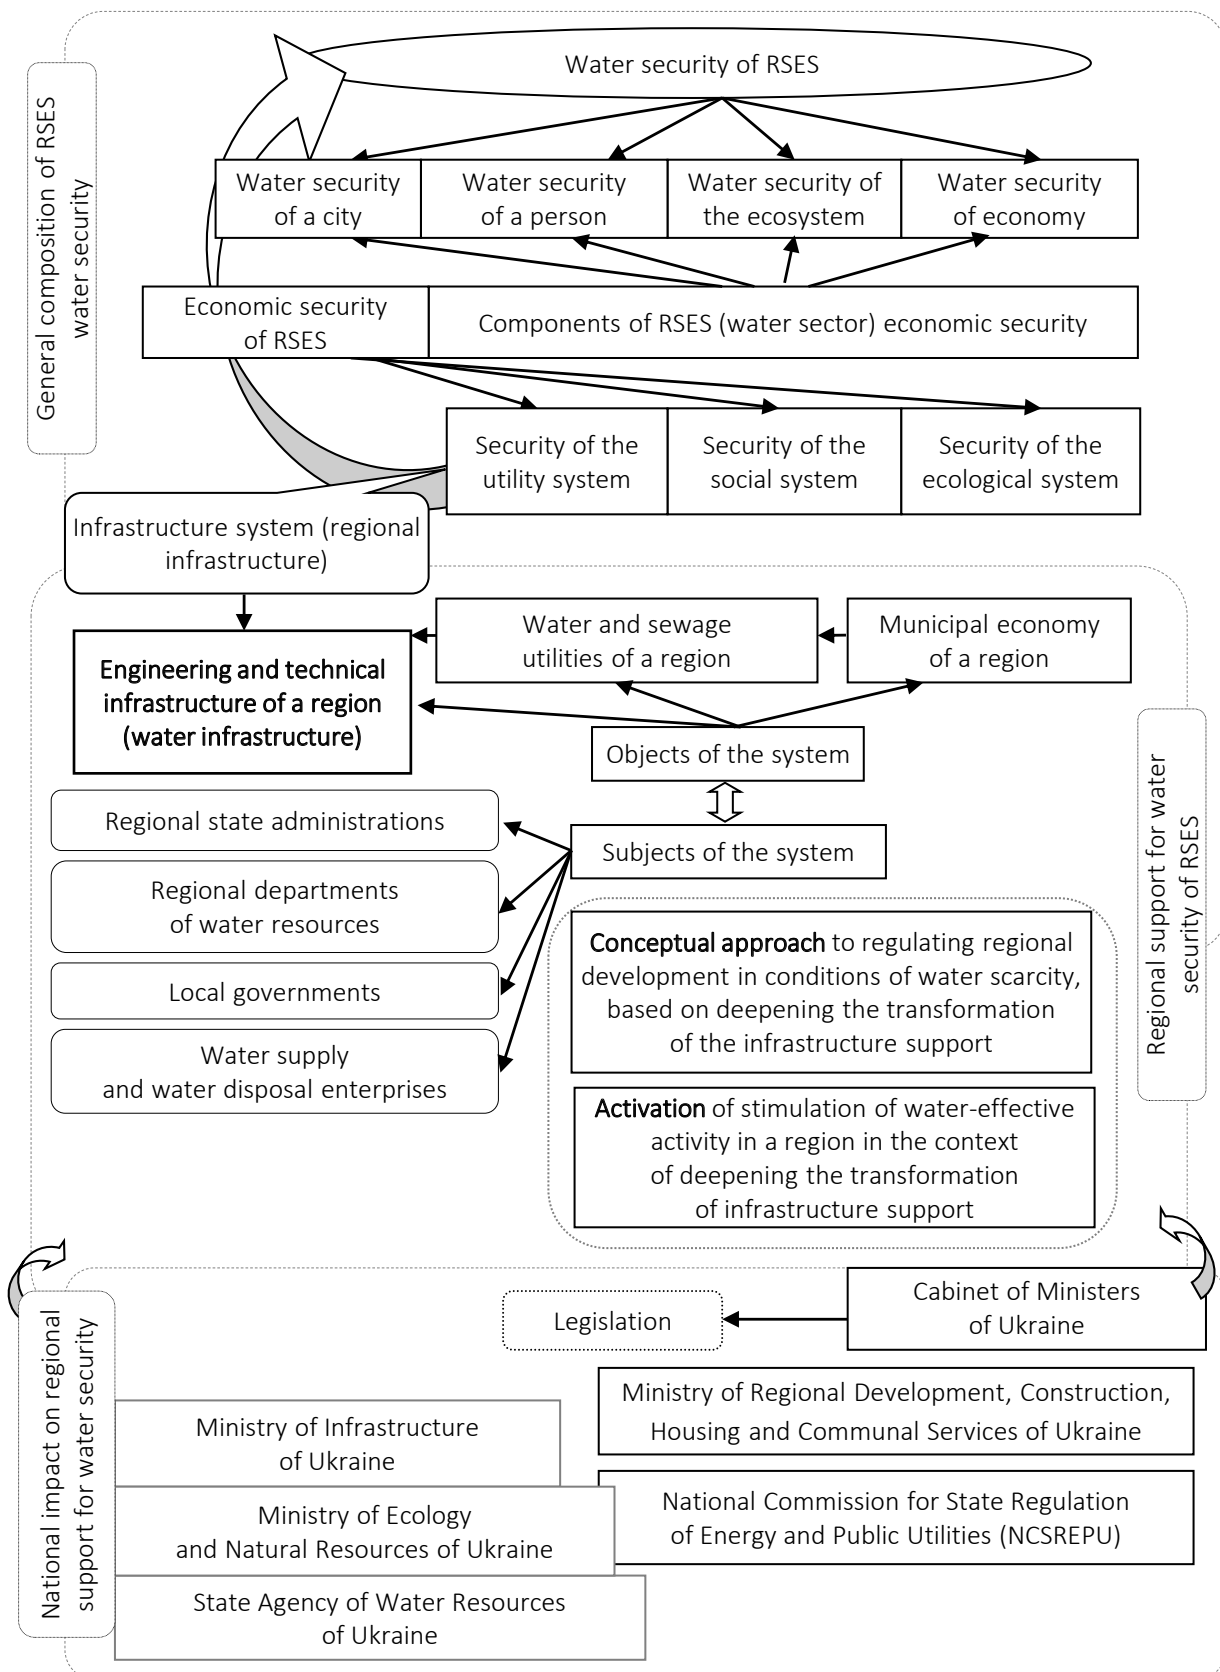 Water security of RSES
General composition of RSES
water security
Water security
of a city
Water security
of a person
Water security of
the ecosystem
Water security
of economy
Economic security
of RSES
Components of RSES (water sector) economic security
Security of the
utility system
Security of the
social system
Security of the
ecological system
Infrastructure system (regional
infrastructure)
Water and sewage
utilities of a region
Municipal economy
of a region
Engineering and technical
infrastructure of a region
(water infrastructure)
Objects of the system
Regional support for water
security of RSES
Regional state administrations
Subjects of the system
Regional departments
of water resources
Local governments
Water supply
and water disposal enterprises
Conceptual approach to regulating regional
development in conditions of water scarcity,
based on deepening the transformation
of the infrastructure support
Activation of stimulation of water-effective
activity in a region in the context
of deepening the transformation
of infrastructure support
National impact on regional
support for water security
Legislation
Cabinet of Ministers
of Ukraine
Ministry of Regional Development, Construction,
Housing and Communal Services of Ukraine
Ministry of Infrastructure
of Ukraine
National Commission for State Regulation
of Energy and Public Utilities (NCSREPU)
Ministry of Ecology
and Natural Resources of Ukraine
State Agency of Water Resources
of Ukraine